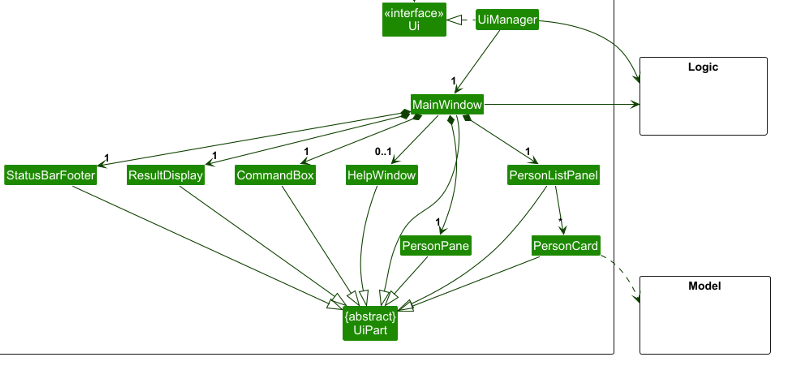 «interface»
Ui
UiManager
Logic
1
MainWindow
1
1
1
0..1
1
StatusBarFooter
ResultDisplay
CommandBox
HelpWindow
PersonListPanel
1
*
PersonPane
PersonCard
Model
{abstract}
UiPart